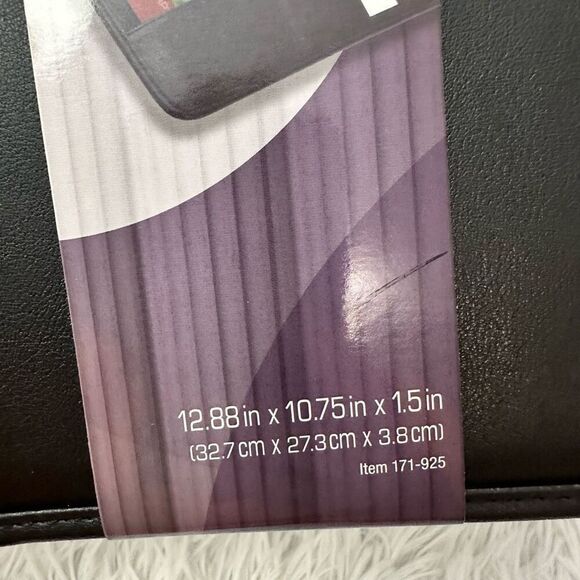 12.88 in x 10.75 in x 1.5 in
(32.7 cm x 27.3 cm x 3.8 cm)
Item 171-925